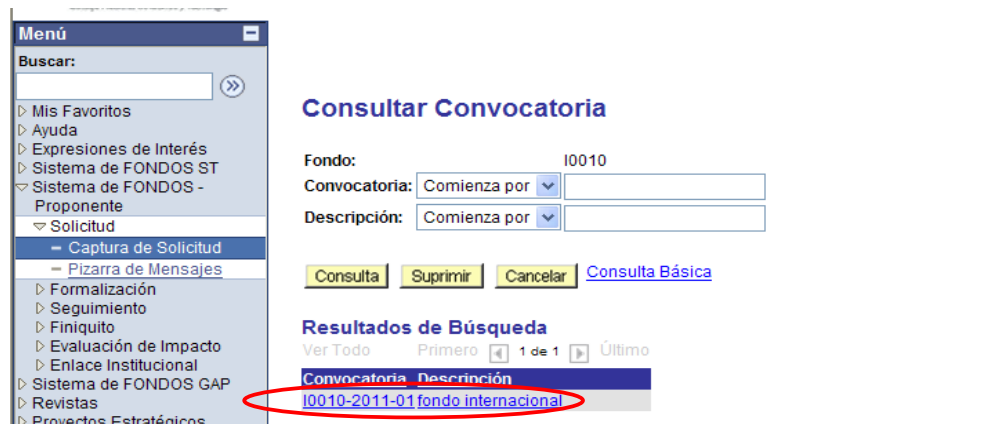 Menú
Buscar:
Mis Favoritos
Ayuda
Expresiones de Interés
Sistema de FONDOS ST
Sistema de FONDOS -
Proponente
Solicitud
Captura de Solicitud
Pizarra de Mensajes
Formalización
Seguimiento
Finiquito
Evaluación de Impacto
Enlace Institucional
Sistema de FONDOS GAP
Revistas
Proyectos Estratégicos
Consultar Convocatoria
Fondo: I0010
Convocatoria: Comienza por
Descripción: Comienza por
Consulta Suprimir Cancelar Consulta Básica
Resultados de Búsqueda
Ver Todo Primero 1 de 1 Último
Convocatoria Descripción
I0010-2011-01 fondo internacional